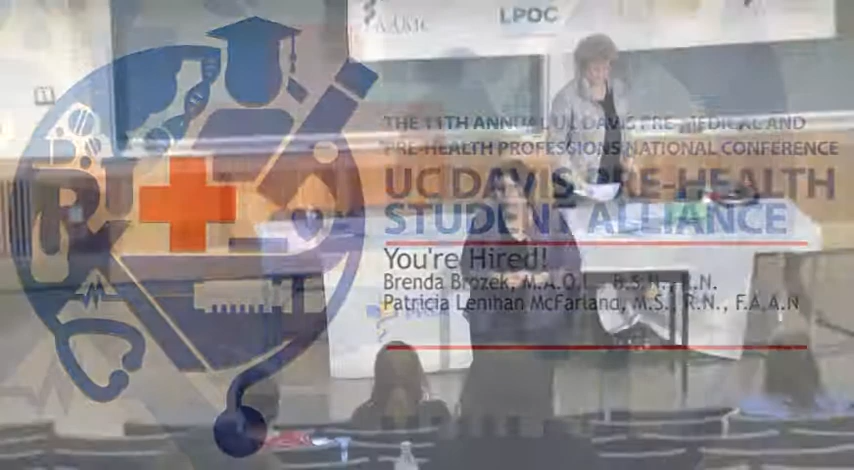 AAMC
LPOC
THE 11TH ANNUAL UC DAVIS PRE-MEDICAL AND
PRE-HEALTH PROFESSIONS NATIONAL CONFERENCE
UC DAVIS PRE-HEALTH
STUDENT ALLIANCE
You're Hired!
Brenda Brozek, M.A.O.L., B.S.N., R.N.
Patricia Lenihan McFarland, M.S., R.N., F.A.A.N